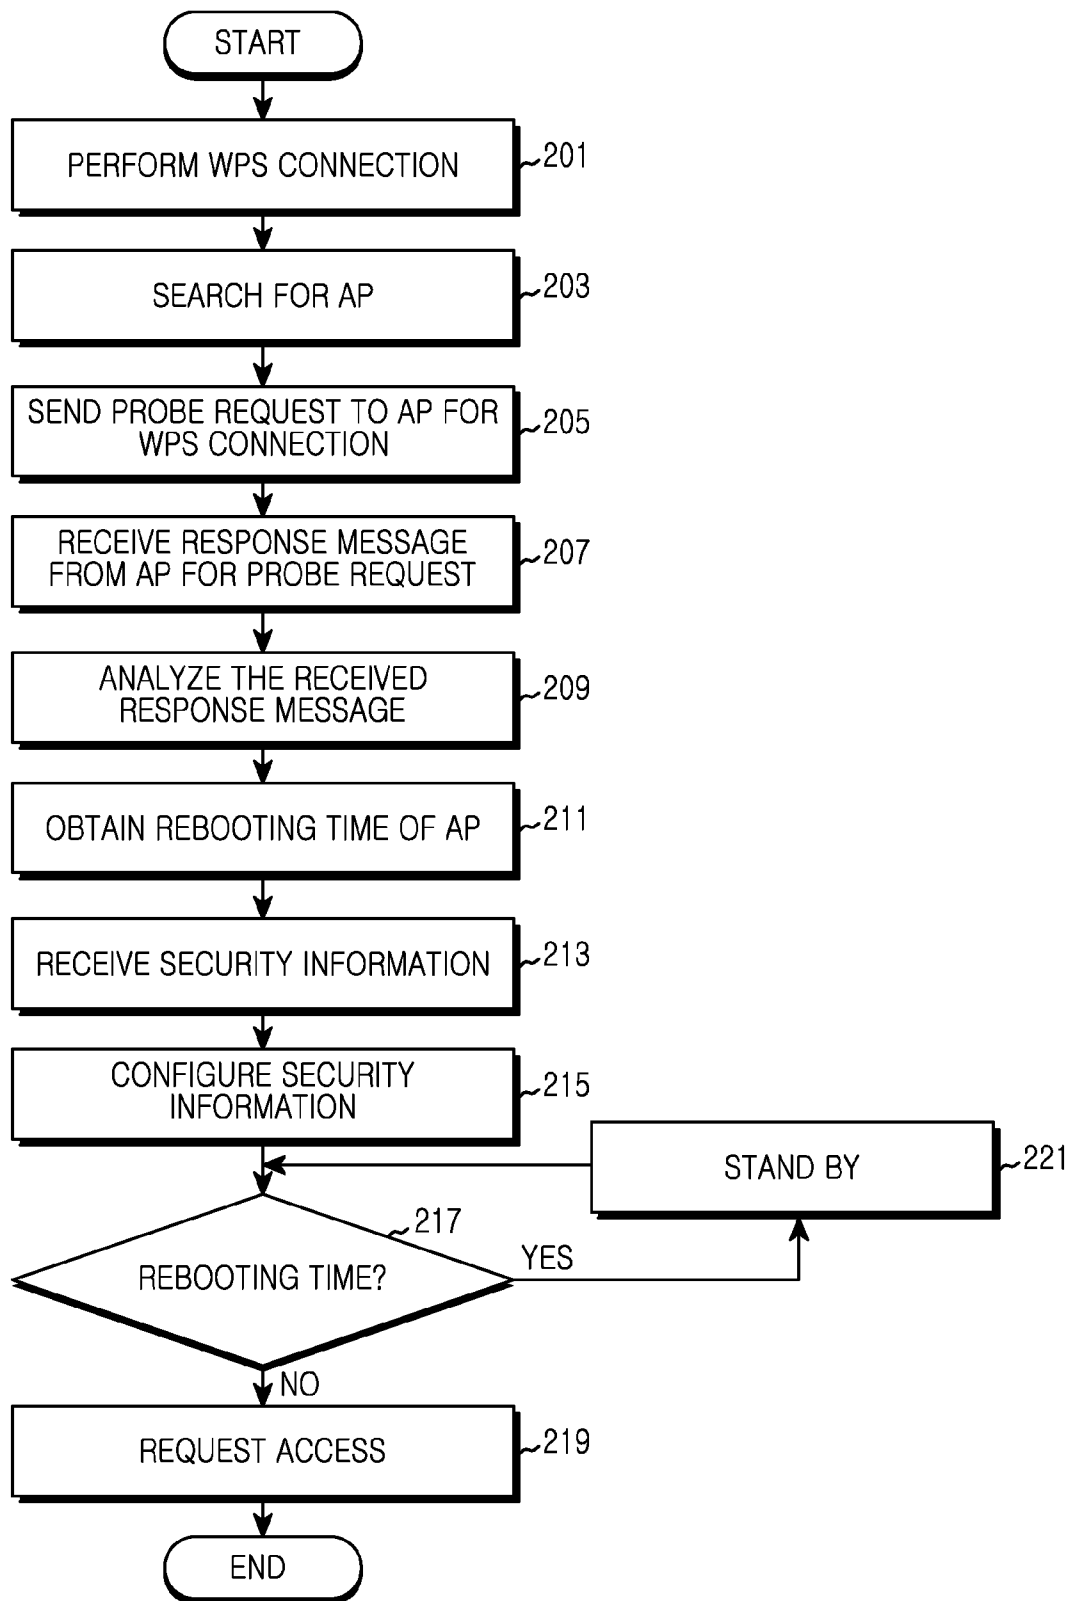 START
PERFORM WPS CONNECTION
201
SEARCH FOR AP
203
SEND PROBE REQUEST TO AP FOR
WPS CONNECTION
205
RECEIVE RESPONSE MESSAGE
FROM AP FOR PROBE REQUEST
207
ANALYZE THE RECEIVED
RESPONSE MESSAGE
209
OBTAIN REBOOTING TIME OF AP
211
RECEIVE SECURITY INFORMATION
213
CONFIGURE SECURITY
INFORMATION
215
STAND BY
221
217
REBOOTING TIME?
YES
NO
REQUEST ACCESS
219
END